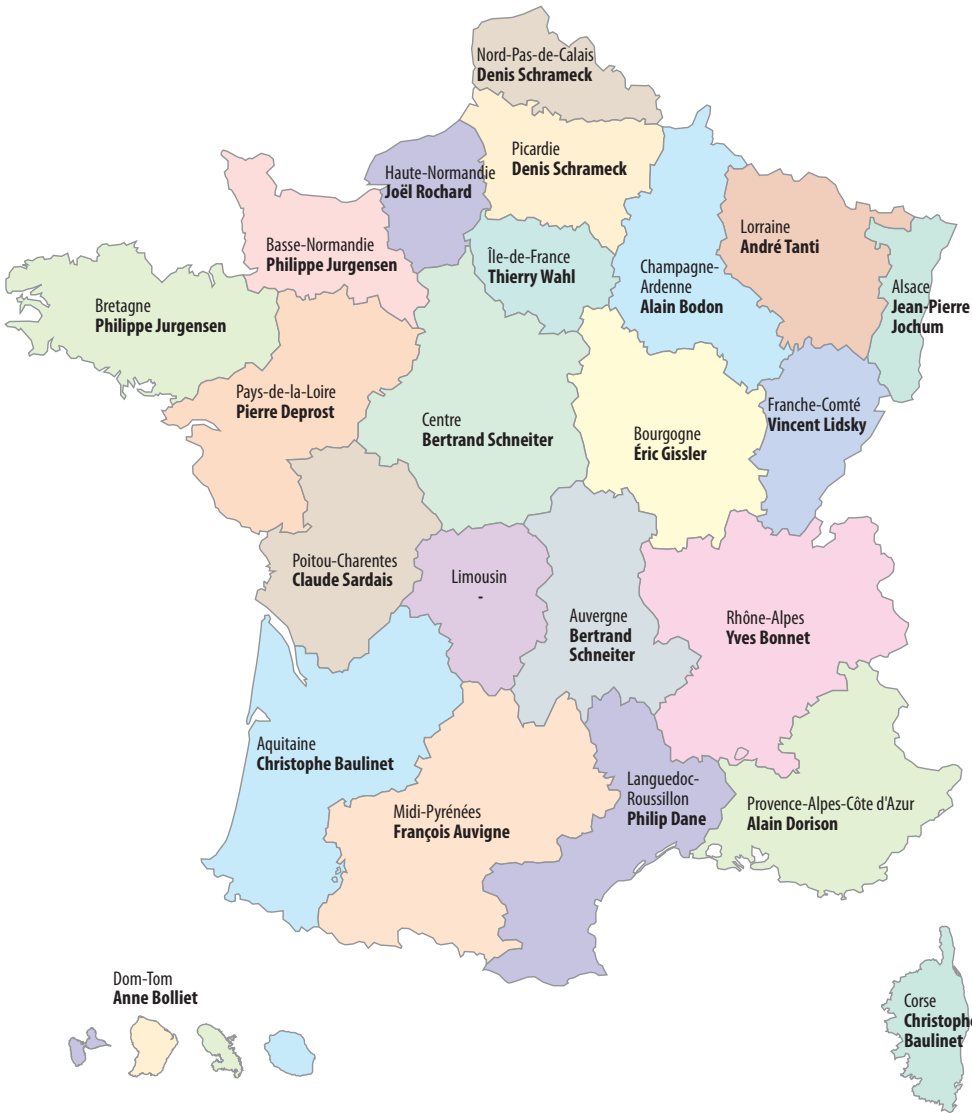 Nord-Pas-de-Calais
Denis Schrameck
Picardie
Denis Schrameck
Haute-Normandie
Joël Rochard
Basse-Normandie
Philippe Jurgensen
Île-de-France
Thierry Wahl
Champagne-
Ardenne
Alain Bodon
Lorraine
André Tanti
Alsace
Jean-Pierre
Jochum
Bretagne
Philippe Jurgensen
Pays-de-la-Loire
Pierre Deprost
Centre
Bertrand Schneiter
Bourgogne
Éric Gissler
Franche-Comté
Vincent Lidsky
Poitou-Charentes
Claude Sardais
Limousin
-
Auvergne
Bertrand
Schneiter
Rhône-Alpes
Yves Bonnet
Aquitaine
Christophe Baulinet
Midi-Pyrénées
François Auvigne
Languedoc-
Roussillon
Philip Dane
Provence-Alpes-Côte d'Azur
Alain Dorison
Dom-Tom
Anne Bolliet
Corse
Christophe
Baulinet